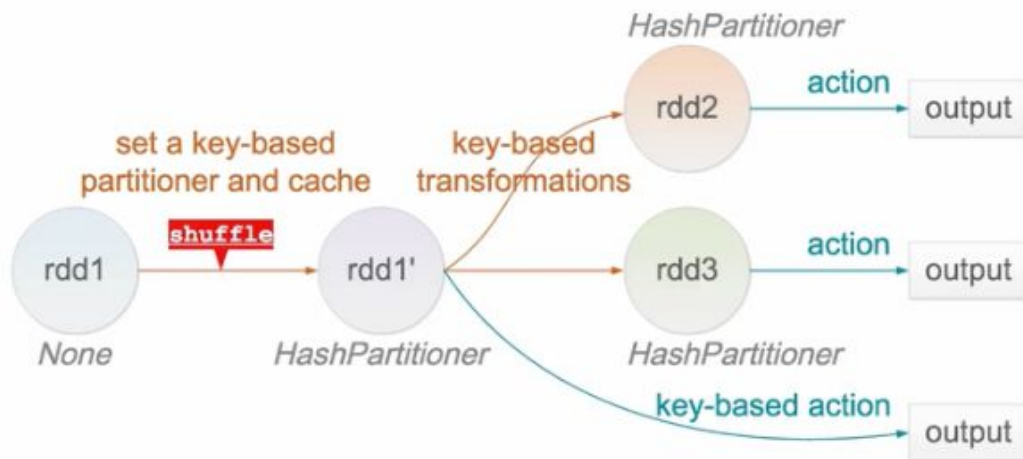 HashPartitioner
rdd2
action
output
set a key-based
partitioner and cache
key-based
transformations
shuffle
rdd1
rdd1'
rdd3
action
output
None
HashPartitioner
HashPartitioner
key-based action
output